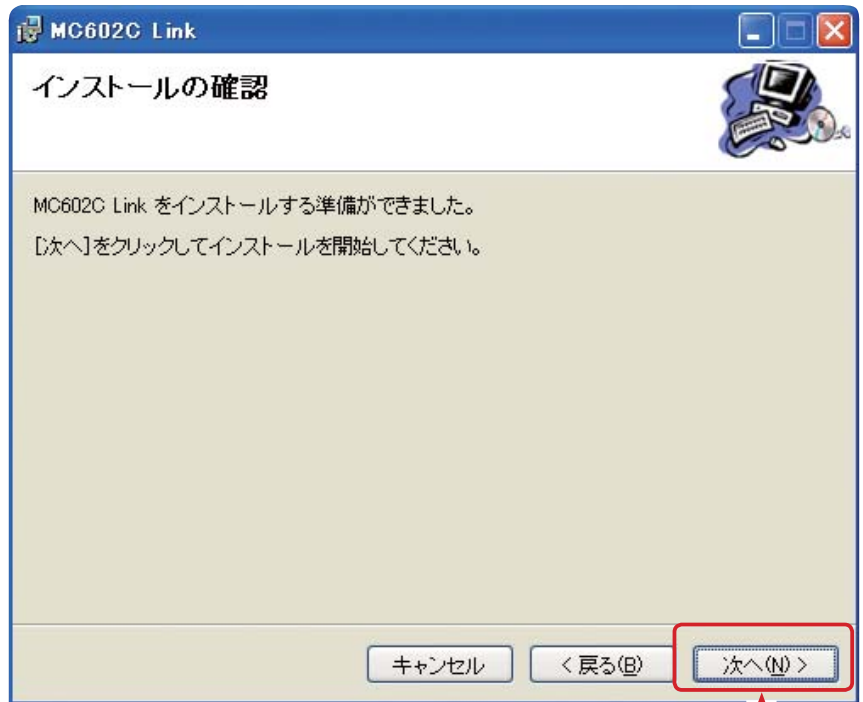 MC602C Link
インストールの確認
MC602C Link をインストールする準備ができました。
[次へ]をクリックしてインストールを開始してください。
キャンセル
< 戻る(B)
次へ(N) >